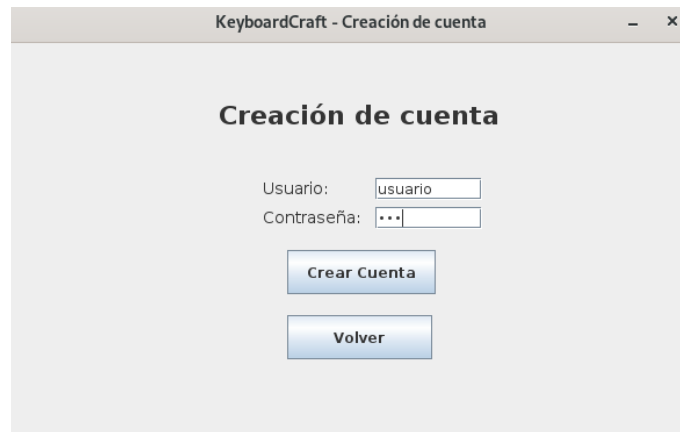 KeyboardCraft - Creación de cuenta
Creación de cuenta
Usuario: usuario
Contraseña: •••
Crear Cuenta
Volver